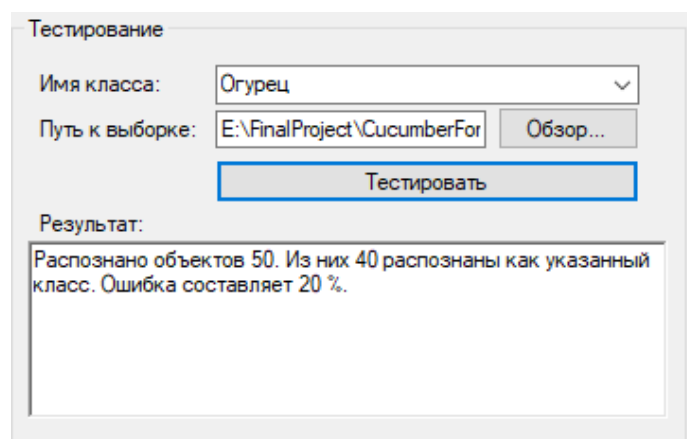 Тестирование
Имя класса: Огурец
Путь к выборке: E:\FinalProject\CucumberFor Обзор...
Тестировать
Результат:
Распознано объектов 50. Из них 40 распознаны как указанный
класс. Ошибка составляет 20 %.